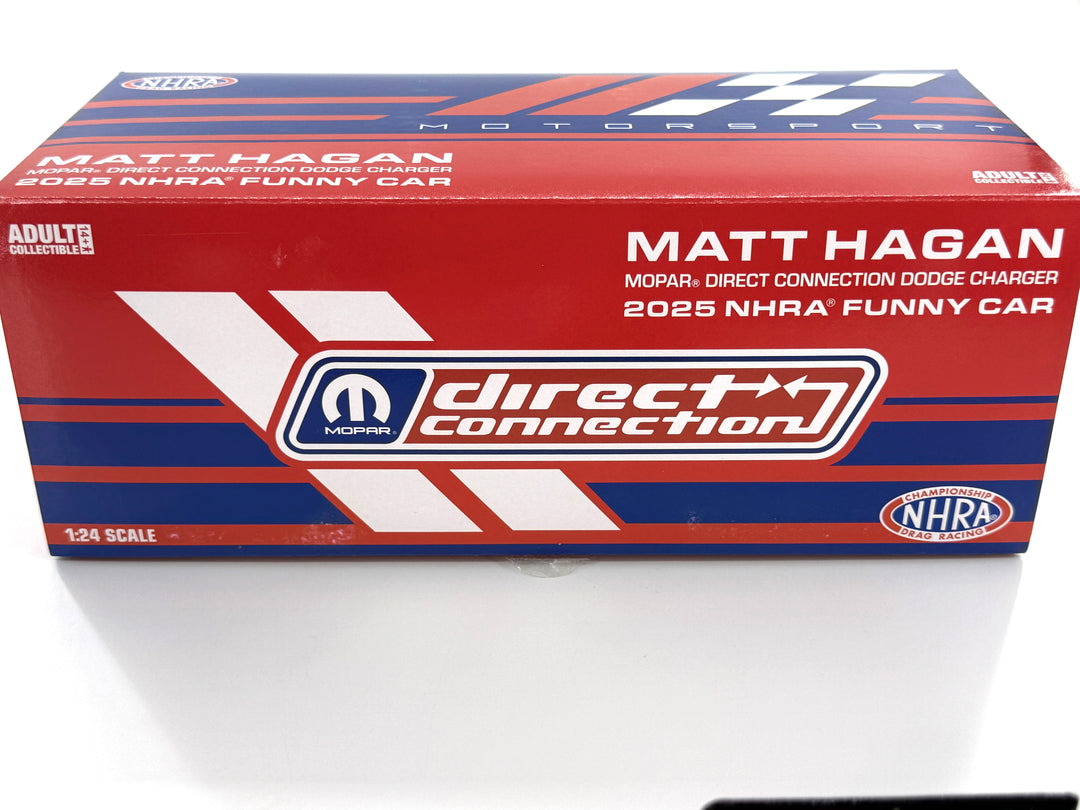 NHRA
MOTORSPORT
MATT HAGAN
MOPAR® DIRECT CONNECTION DODGE CHARGER
2025 NHRA® FUNNY CAR
ADULT
COLLECTIBLE
ADULT 14+
COLLECTIBLE
MATT HAGAN
MOPAR® DIRECT CONNECTION DODGE CHARGER
2025 NHRA® FUNNY CAR
MOPAR®
direct
connection
1:24 SCALE
CHAMPIONSHIP
NHRA®
DRAG RACING